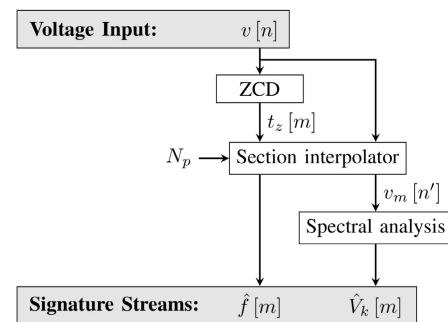 Voltage Input: v [n]
ZCD
t_z [m]
N_p Section interpolator
v_m [n′]
Spectral analysis
Signature Streams: f̂ [m] V̂_k [m]